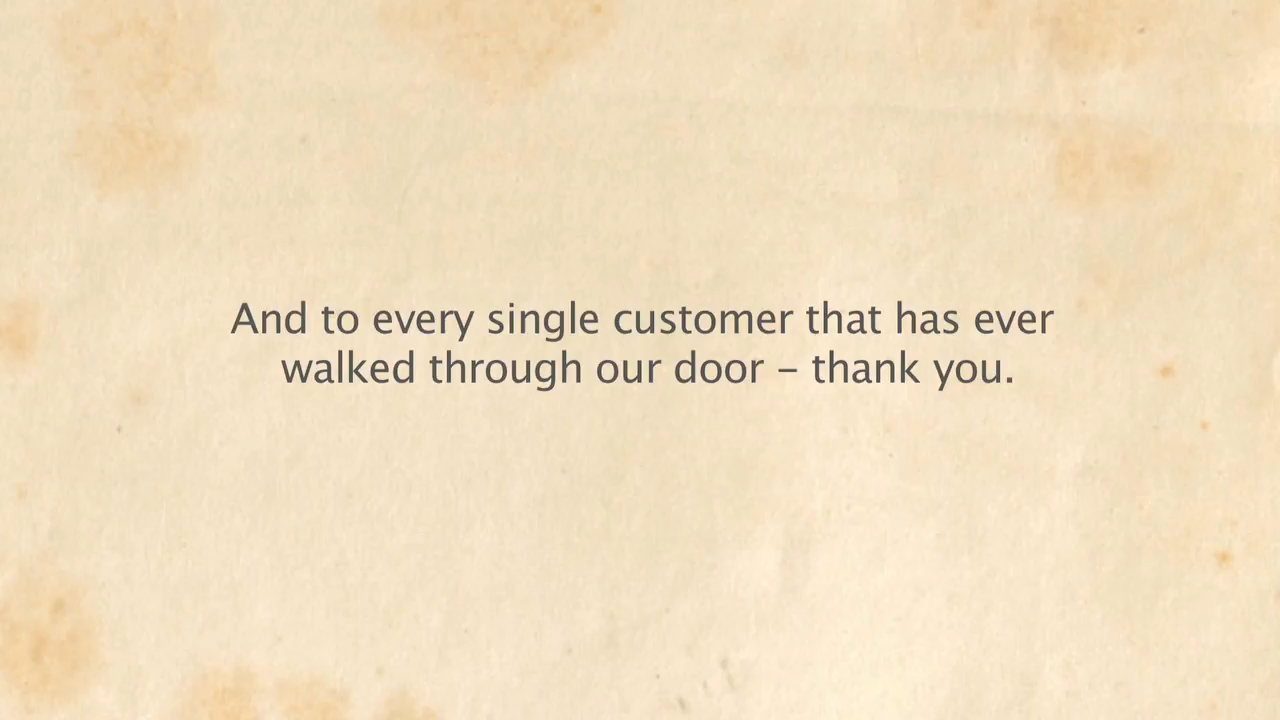 And to every single customer that has ever
walked through our door – thank you.